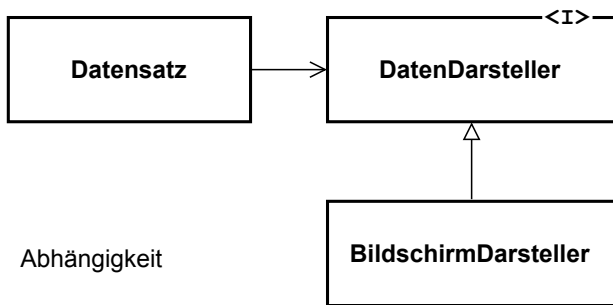 <I>
Datensatz
DatenDarsteller
BildschirmDarsteller
Abhängigkeit